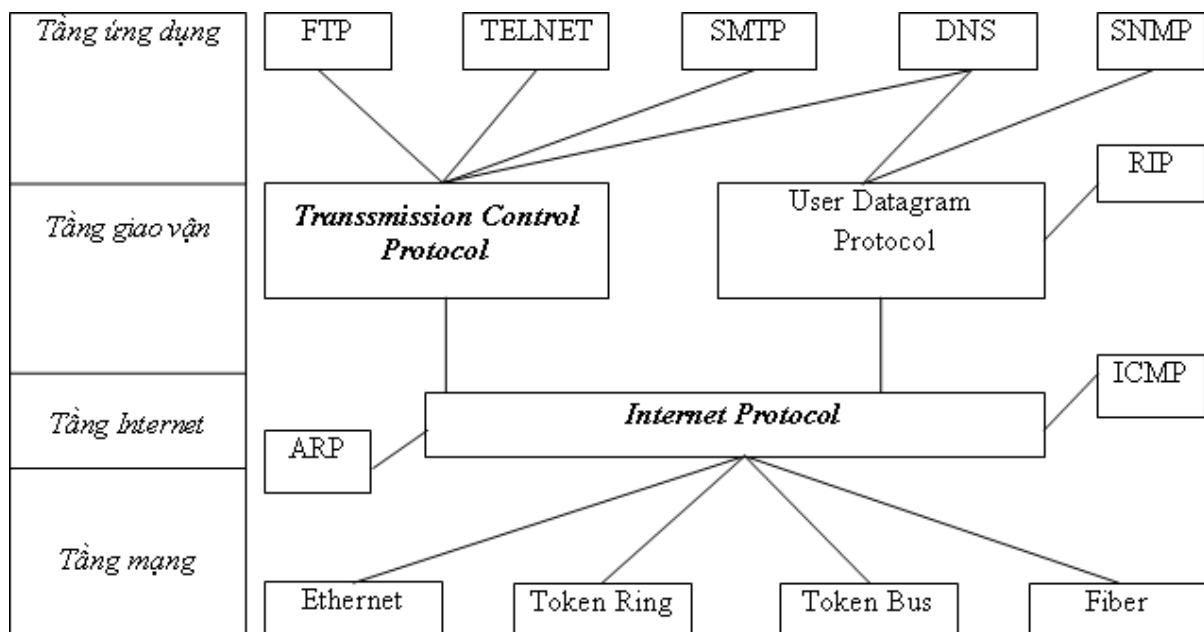 Tầng ứng dụng
FTP
TELNET
SMTP
DNS
SNMP
RIP
Tầng giao vận
Transsmission Control
Protocol
User Datagram
Protocol
ICMP
Tầng Internet
Internet Protocol
ARP
Tầng mạng
Ethernet
Token Ring
Token Bus
Fiber